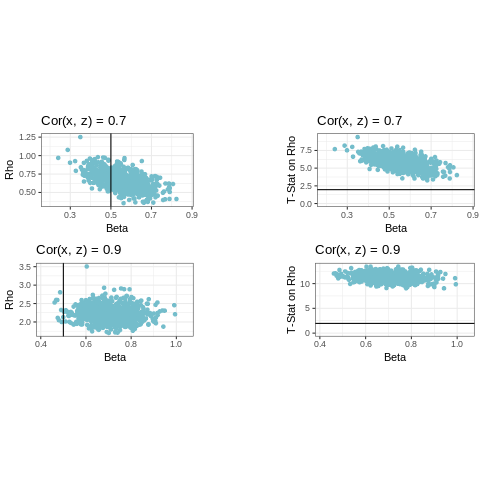 Cor(x, z) = 0.7
Rho
1.25
1.00
0.75
0.50
0.3 0.5 0.7 0.9
Beta
Cor(x, z) = 0.7
T-Stat on Rho
7.5
5.0
2.5
0.0
0.3 0.5 0.7 0.9
Beta
Cor(x, z) = 0.9
Rho
3.5
3.0
2.5
2.0
0.4 0.6 0.8 1.0
Beta
Cor(x, z) = 0.9
T-Stat on Rho
10
5
0
0.4 0.6 0.8 1.0
Beta